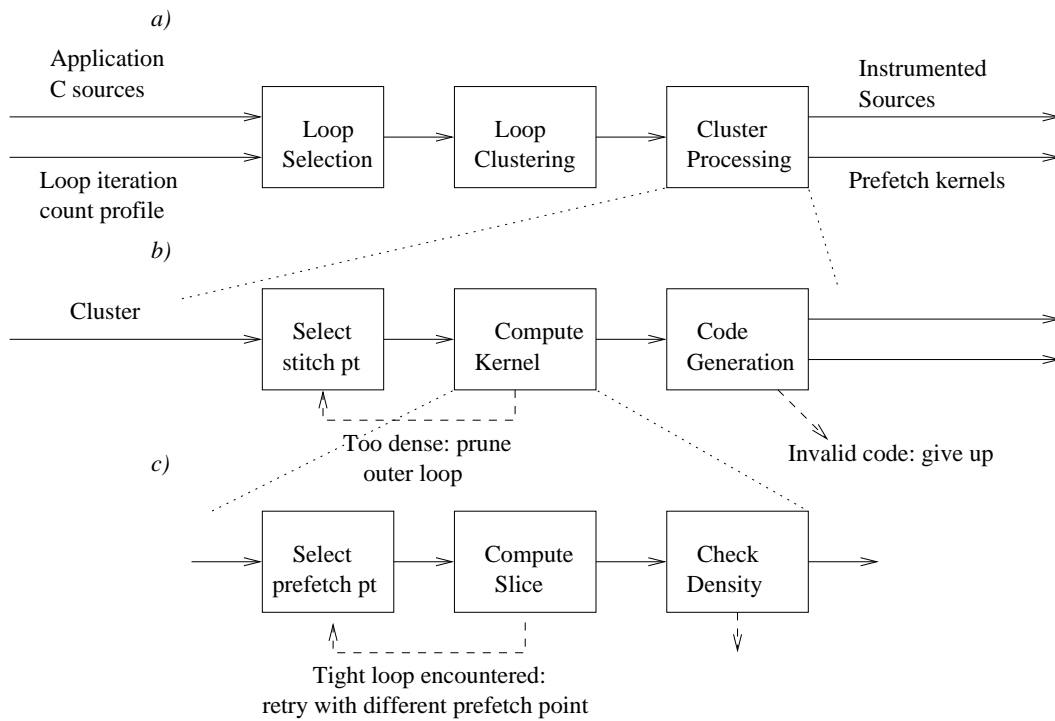 a)
Application
C sources
Loop iteration
count profile
Loop
Selection
Loop
Clustering
Cluster
Processing
Instrumented
Sources
Prefetch kernels
b)
Cluster
Select
stitch pt
Compute
Kernel
Code
Generation
Too dense: prune
outer loop
Invalid code: give up
c)
Select
prefetch pt
Compute
Slice
Check
Density
Tight loop encountered:
retry with different prefetch point